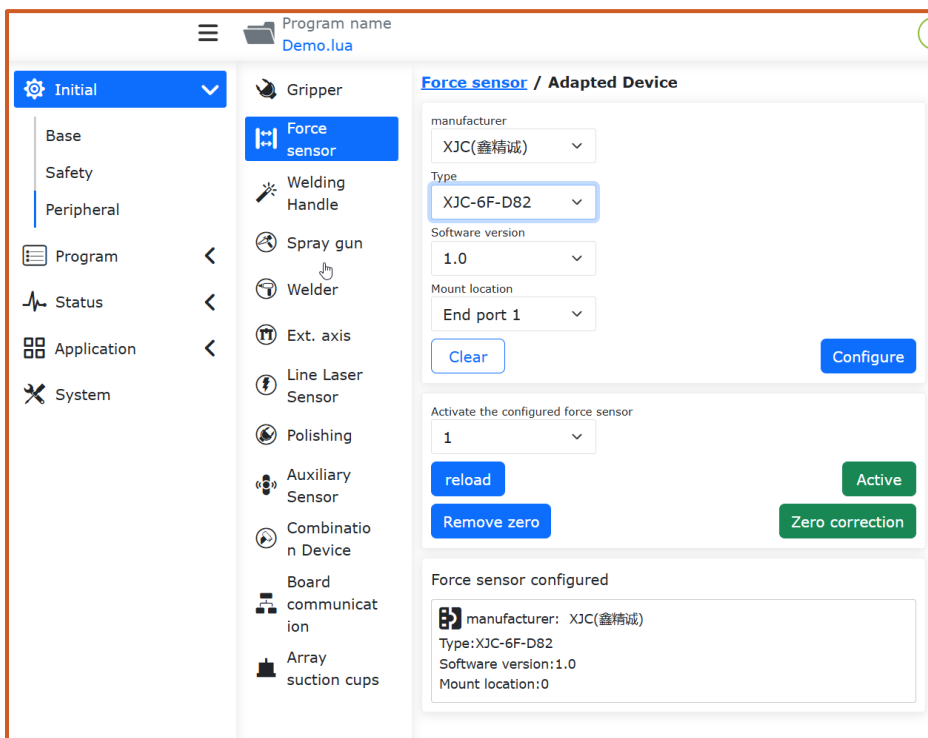 Program name
Demo.lua
Initial
Base
Safety
Peripheral
Program
Status
Application
System
Gripper
Force
sensor
Welding
Handle
Spray gun
Welder
Ext. axis
Line Laser
Sensor
Polishing
Auxiliary
Sensor
Combinatio
n Device
Board
communicat
ion
Array
suction cups
Force sensor / Adapted Device
manufacturer
XJC(鑫精诚)
Type
XJC-6F-D82
Software version
1.0
Mount location
End port 1
Clear
Configure
Activate the configured force sensor
1
reload
Active
Remove zero
Zero correction
Force sensor configured
manufacturer: XJC(鑫精诚)
Type:XJC-6F-D82
Software version:1.0
Mount location:0